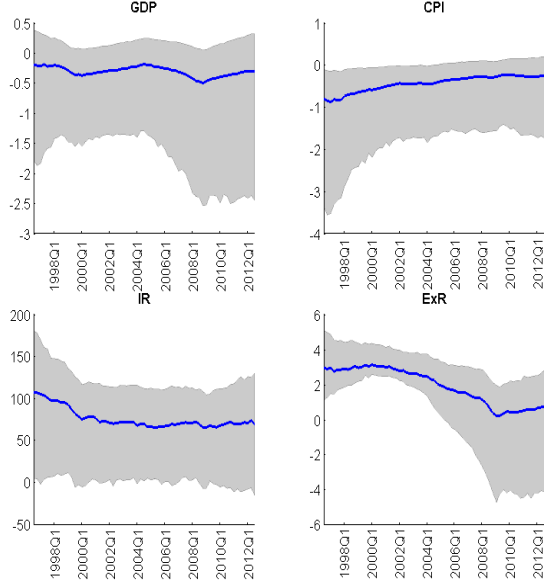 GDP
0.5
0
-0.5
-1
-1.5
-2
-2.5
-3
1998Q1
2000Q1
2002Q1
2004Q1
2006Q1
2008Q1
2010Q1
2012Q1
CPI
1
0
-1
-2
-3
-4
1998Q1
2000Q1
2002Q1
2004Q1
2006Q1
2008Q1
2010Q1
2012Q1
IR
200
150
100
50
0
-50
1998Q1
2000Q1
2002Q1
2004Q1
2006Q1
2008Q1
2010Q1
2012Q1
ExR
6
4
2
0
-2
-4
-6
1998Q1
2000Q1
2002Q1
2004Q1
2006Q1
2008Q1
2010Q1
2012Q1